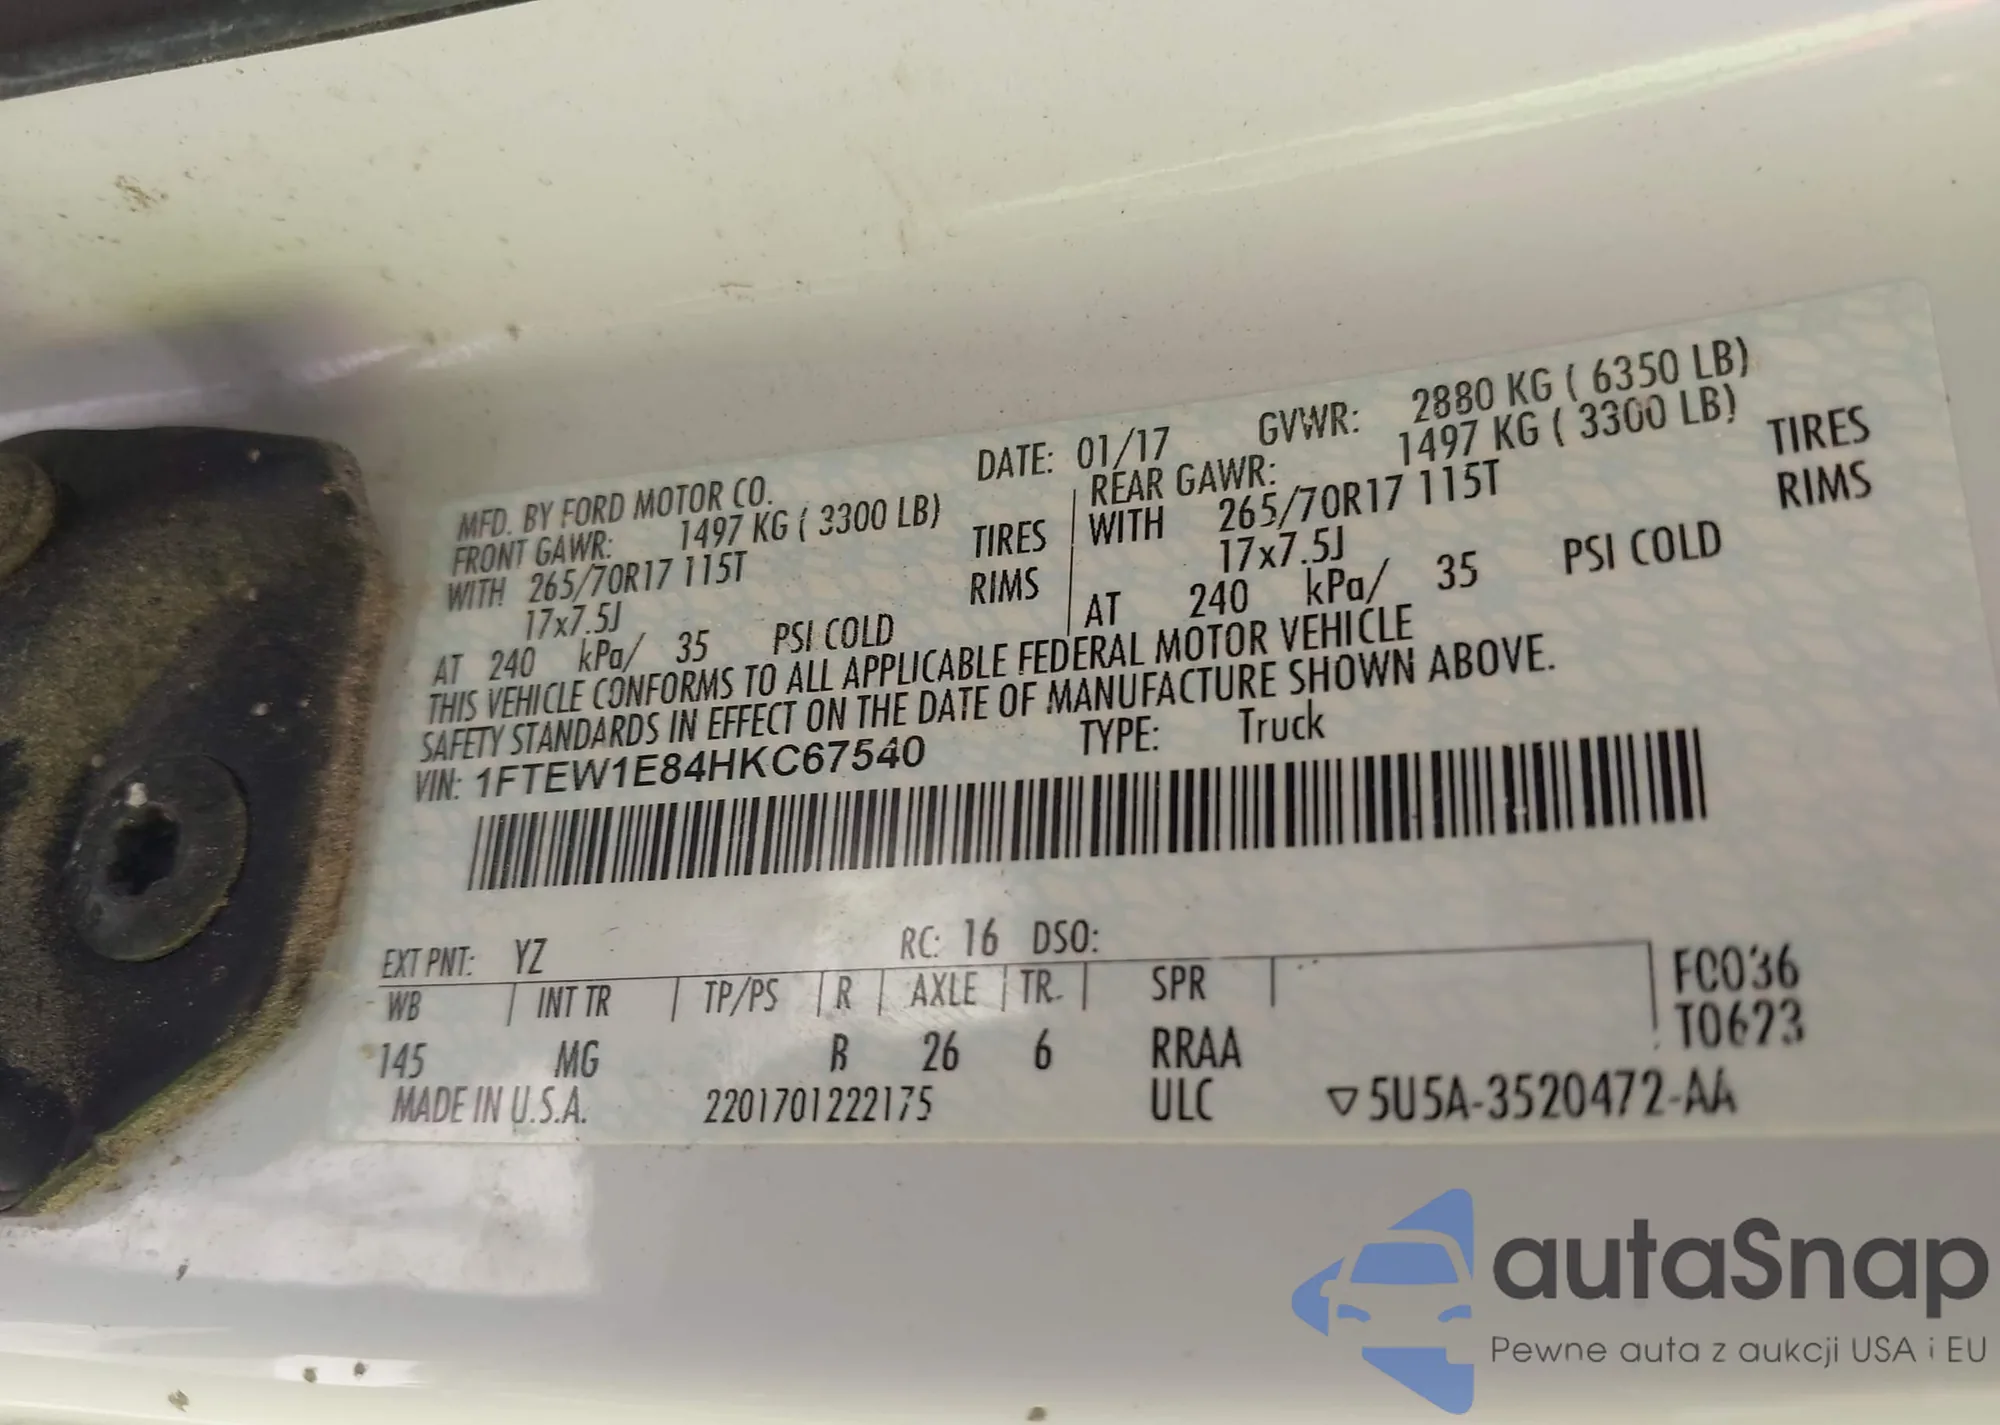 MFD. BY FORD MOTOR CO. DATE: 01/17 GVWR: 2880 KG ( 6350 LB)
FRONT GAWR: 1497 KG ( 3300 LB) REAR GAWR: 1497 KG ( 3300 LB)
WITH 265/70R17 115T TIRES WITH 265/70R17 115T TIRES
17x7.5J RIMS 17x7.5J RIMS
AT 240 kPa/ 35 PSI COLD AT 240 kPa/ 35 PSI COLD
THIS VEHICLE CONFORMS TO ALL APPLICABLE FEDERAL MOTOR VEHICLE
SAFETY STANDARDS IN EFFECT ON THE DATE OF MANUFACTURE SHOWN ABOVE.
VIN: 1FTEW1E84HKC67540 TYPE: Truck
EXT PNT: YZ RC: 16 DSO:
WB INT TR TP/PS R AXLE TR. SPR FC036
145 MG B 26 6 RRAA T0623
MADE IN U.S.A. 2201701222175 ULC ▽5U5A-3520472-AA
autaSnap
Pewne auta z aukcji USA i EU